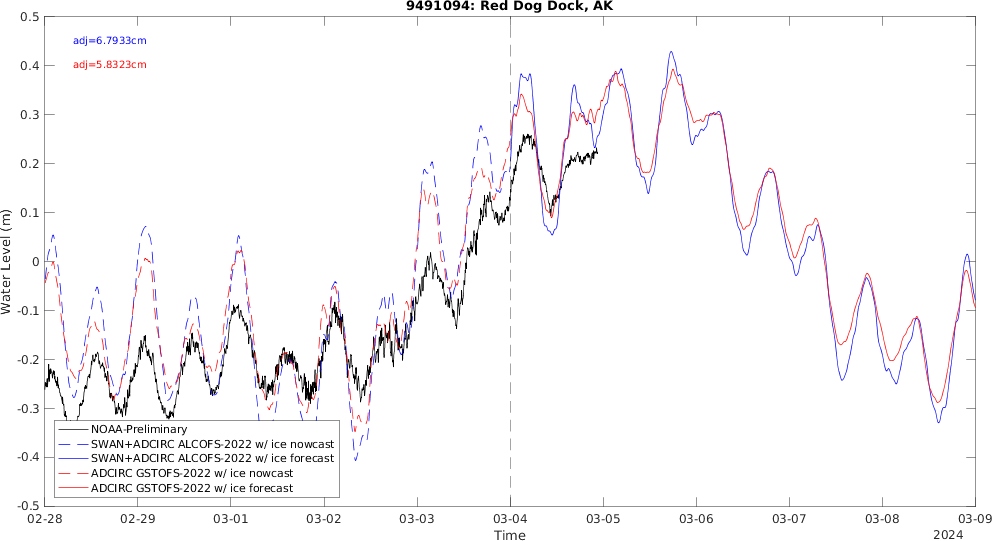 9491094: Red Dog Dock, AK
adj=6.7933cm
adj=5.8323cm
Water Level (m)
0.5
0.4
0.3
0.2
0.1
0
-0.1
-0.2
-0.3
-0.4
-0.5
NOAA-Preliminary
SWAN+ADCIRC ALCOFS-2022 w/ ice nowcast
SWAN+ADCIRC ALCOFS-2022 w/ ice forecast
ADCIRC GSTOFS-2022 w/ ice nowcast
ADCIRC GSTOFS-2022 w/ ice forecast
02-28 02-29 03-01 03-02 03-03 03-04 03-05 03-06 03-07 03-08 03-09
Time
2024